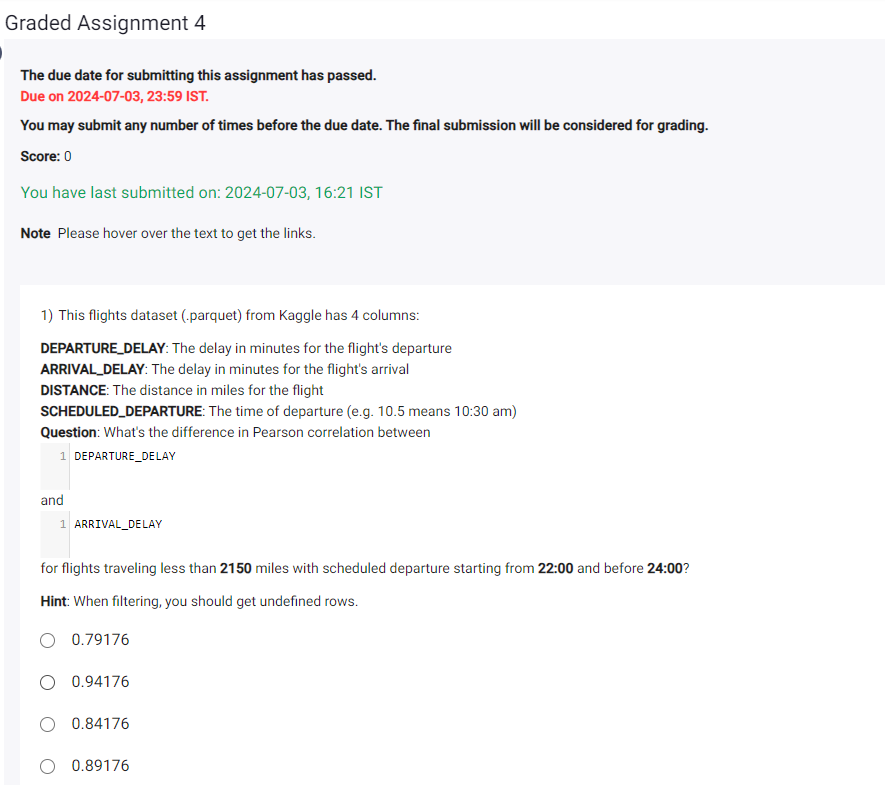 Graded Assignment 4
The due date for submitting this assignment has passed.
Due on 2024-07-03, 23:59 IST.
You may submit any number of times before the due date. The final submission will be considered for grading.
Score: 0
You have last submitted on: 2024-07-03, 16:21 IST
Note Please hover over the text to get the links.
1) This flights dataset (.parquet) from Kaggle has 4 columns:
DEPARTURE_DELAY: The delay in minutes for the flight's departure
ARRIVAL_DELAY: The delay in minutes for the flight's arrival
DISTANCE: The distance in miles for the flight
SCHEDULED_DEPARTURE: The time of departure (e.g. 10.5 means 10:30 am)
Question: What's the difference in Pearson correlation between
1 DEPARTURE_DELAY
and
1 ARRIVAL_DELAY
for flights traveling less than 2150 miles with scheduled departure starting from 22:00 and before 24:00?
Hint: When filtering, you should get undefined rows.
0.79176
0.94176
0.84176
0.89176